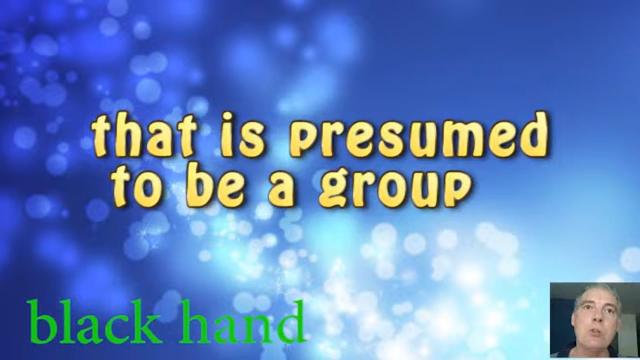 that is presumed
to be a group
black hand